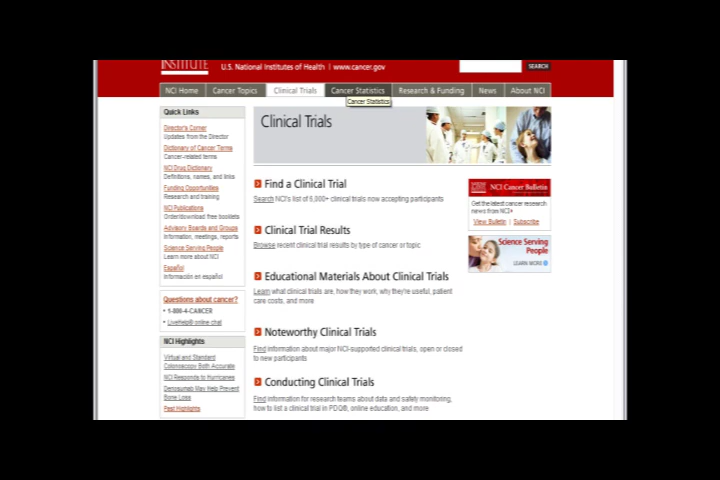 INSTITUTE
U.S. National Institutes of Health | www.cancer.gov
SEARCH
NCI Home
Cancer Topics
Clinical Trials
Cancer Statistics
Research & Funding
News
About NCI
Cancer Statistics
Quick Links
Director's Corner
Updates from the Director
Dictionary of Cancer Terms
Cancer-related terms
NCI Drug Dictionary
Definitions, names, and links
Funding Opportunities
Research and training
NCI Publications
Order/download free booklets
Advisory Boards and Groups
Information, meetings, reports
Science Serving People
Learn more about NCI
Español
Información en español
Questions about cancer?
• 1-800-4-CANCER
• LiveHelp® online chat
NCI Highlights
Virtual and Standard
Colonoscopy Both Accurate
NCI Responds to Hurricanes
Denosumab May Help Prevent
Bone Loss
Past Highlights
Clinical Trials
Find a Clinical Trial
Search NCI's list of 6,000+ clinical trials now accepting participants
Clinical Trial Results
Browse recent clinical trial results by type of cancer or topic
Educational Materials About Clinical Trials
Learn what clinical trials are, how they work, why they're useful, patient
care costs, and more
Noteworthy Clinical Trials
Find information about major NCI-supported clinical trials, open or closed
to new participants
Conducting Clinical Trials
Find information for research teams about data and safety monitoring,
how to list a clinical trial in PDQ®, online education, and more
NCI Cancer Bulletin
Get the latest cancer research
news from NCI
View Bulletin | Subscribe
Science Serving
People
LEARN MORE